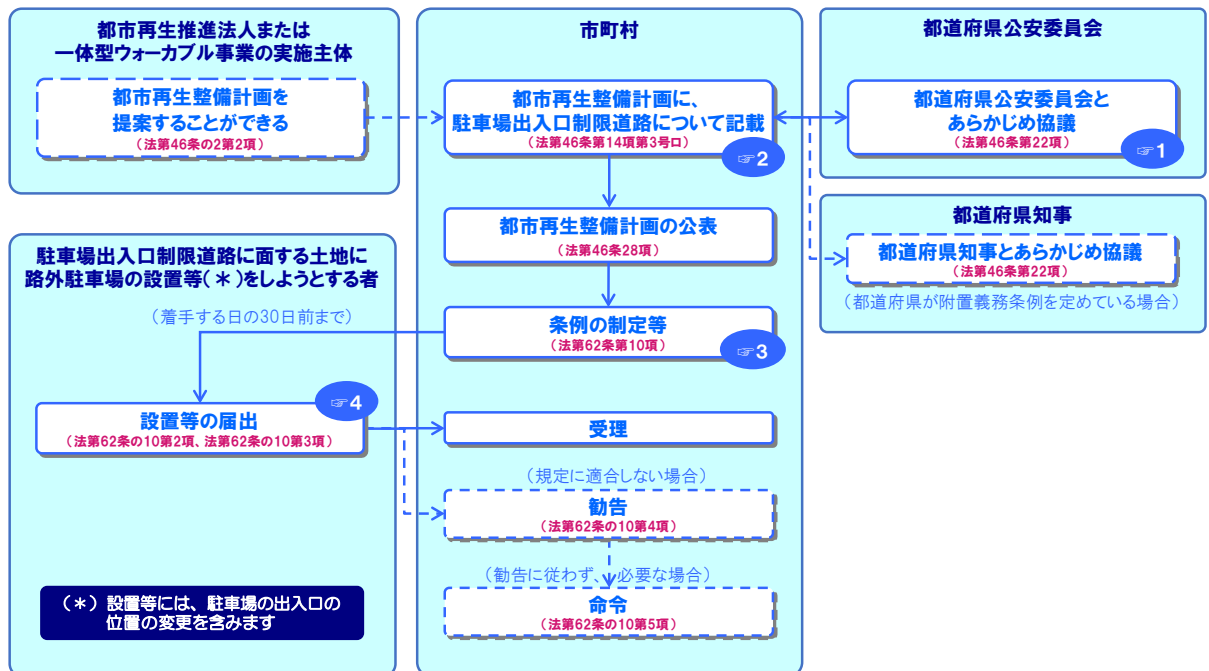 都市再生推進法人または
一体型ウォーカブル事業の実施主体
都市再生整備計画を
提案することができる
（法第46条の2第2項）
市町村
都市再生整備計画に、
駐車場出入口制限道路について記載
（法第46条第14項第3号ロ）
☞2
都道府県公安委員会
都道府県公安委員会と
あらかじめ協議
（法第46条第22項）
☞1
都市再生整備計画の公表
（法第46条28項）
都道府県知事
都道府県知事とあらかじめ協議
（法第46条第22項）
（都道府県が附置義務条例を定めている場合）
駐車場出入口制限道路に面する土地に
路外駐車場の設置等（＊）をしようとする者
（着手する日の30日前まで）
条例の制定等
（法第62条第10項）
☞3
☞4
設置等の届出
（法第62条の10第2項、法第62条の10第3項）
受理
（規定に適合しない場合）
勧告
（法第62条の10第4項）
（勧告に従わず、必要な場合）
命令
（法第62条の10第5項）
（＊）設置等には、駐車場の出入口の
位置の変更を含みます